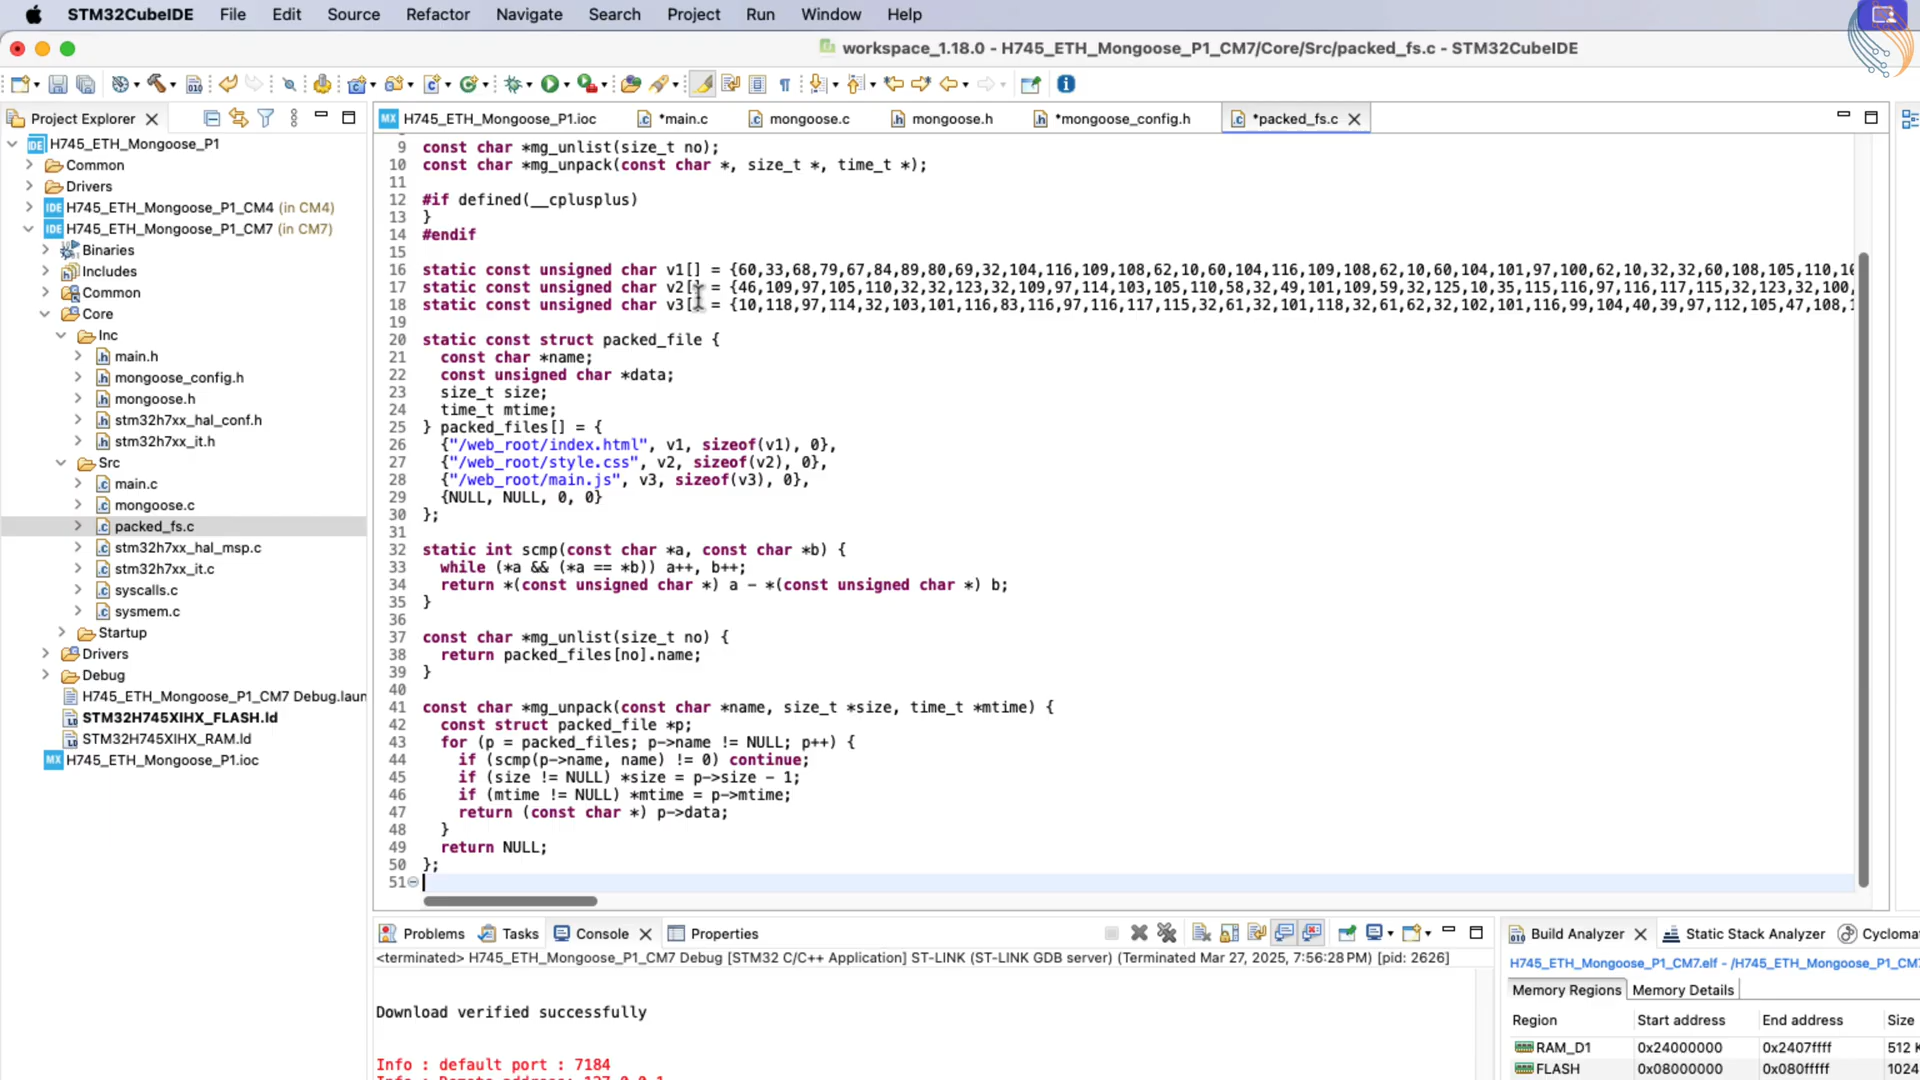 STM32CubeIDE File Edit Source Refactor Navigate Search Project Run Window Help
workspace_1.18.0 - H745_ETH_Mongoose_P1_CM7/Core/Src/packed_fs.c - STM32CubeIDE
Project Explorer
H745_ETH_Mongoose_P1
Common
Drivers
H745_ETH_Mongoose_P1_CM4 (in CM4)
H745_ETH_Mongoose_P1_CM7 (in CM7)
Binaries
Includes
Common
Core
Inc
main.h
mongoose_config.h
mongoose.h
stm32h7xx_hal_conf.h
stm32h7xx_it.h
Src
main.c
mongoose.c
packed_fs.c
stm32h7xx_hal_msp.c
stm32h7xx_it.c
syscalls.c
sysmem.c
Startup
Drivers
Debug
H745_ETH_Mongoose_P1_CM7 Debug.laun
STM32H745XIHX_FLASH.ld
STM32H745XIHX_RAM.ld
H745_ETH_Mongoose_P1.ioc
H745_ETH_Mongoose_P1.ioc *main.c mongoose.c mongoose.h *mongoose_config.h *packed_fs.c
9 const char *mg_unlist(size_t no);
10 const char *mg_unpack(const char *, size_t *, time_t *);
11
12 #if defined(__cplusplus)
13 }
14 #endif
15
16 static const unsigned char v1[] = {60,33,68,79,67,84,89,80,69,32,104,116,109,108,62,10,60,104,116,109,108,62,10,60,104,101,97,100,62,10,32,32,60,108,105,110,10
17 static const unsigned char v2[] = {46,109,97,105,110,32,32,123,32,109,97,114,103,105,110,58,32,49,101,109,59,32,125,10,35,115,116,97,116,117,115,32,123,32,100,
18 static const unsigned char v3[] = {10,118,97,114,32,103,101,116,83,116,97,116,117,115,32,61,32,101,118,32,61,62,32,102,101,116,99,104,40,39,97,112,105,47,108,1
19
20 static const struct packed_file {
21 const char *name;
22 const unsigned char *data;
23 size_t size;
24 time_t mtime;
25 } packed_files[] = {
26 {"/web_root/index.html", v1, sizeof(v1), 0},
27 {"/web_root/style.css", v2, sizeof(v2), 0},
28 {"/web_root/main.js", v3, sizeof(v3), 0},
29 {NULL, NULL, 0, 0}
30 };
31
32 static int scmp(const char *a, const char *b) {
33 while (*a && (*a == *b)) a++, b++;
34 return *(const unsigned char *) a - *(const unsigned char *) b;
35 }
36
37 const char *mg_unlist(size_t no) {
38 return packed_files[no].name;
39 }
40
41 const char *mg_unpack(const char *name, size_t *size, time_t *mtime) {
42 const struct packed_file *p;
43 for (p = packed_files; p->name != NULL; p++) {
44 if (scmp(p->name, name) != 0) continue;
45 if (size != NULL) *size = p->size - 1;
46 if (mtime != NULL) *mtime = p->mtime;
47 return (const char *) p->data;
48 }
49 return NULL;
50 };
51
Problems Tasks Console Properties
<terminated> H745_ETH_Mongoose_P1_CM7 Debug [STM32 C/C++ Application] ST-LINK (ST-LINK GDB server) (Terminated Mar 27, 2025, 7:56:28 PM) [pid: 2626]
Download verified successfully
Info : default port : 7184
Build Analyzer Static Stack Analyzer Cycloma
H745_ETH_Mongoose_P1_CM7.elf - /H745_ETH_Mongoose_P1_CM7
Memory Regions Memory Details
Region Start address End address Size
RAM_D1 0x24000000 0x2407ffff 512 K
FLASH 0x08000000 0x080fffff 1024